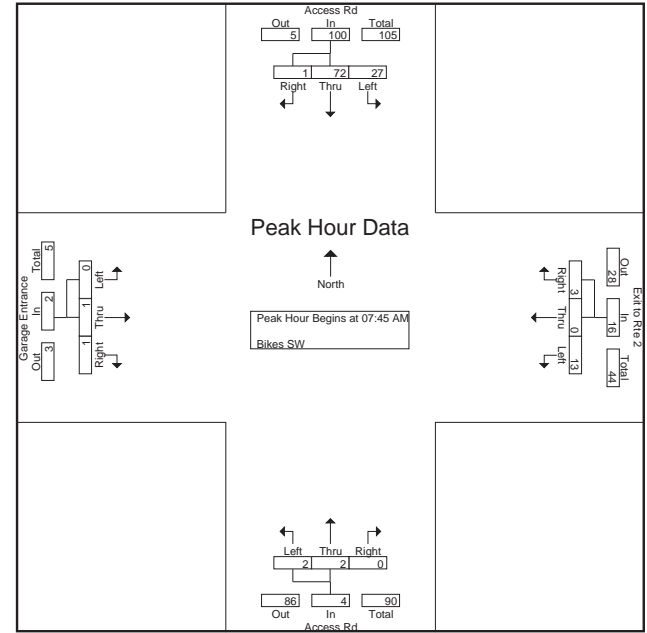 Access Rd
Out In Total
5 100 105
1 72 27
Right Thru Left
Peak Hour Data
North
Peak Hour Begins at 07:45 AM
Bikes SW
Garage Entrance
Out In Total
3 2 5
Right Thru Left
1 1 0
Exit to Rte 2
Out In Total
28 16 44
Right Thru Left
3 0 13
Left Thru Right
2 2 0
86 4 90
Out In Total
Access Rd